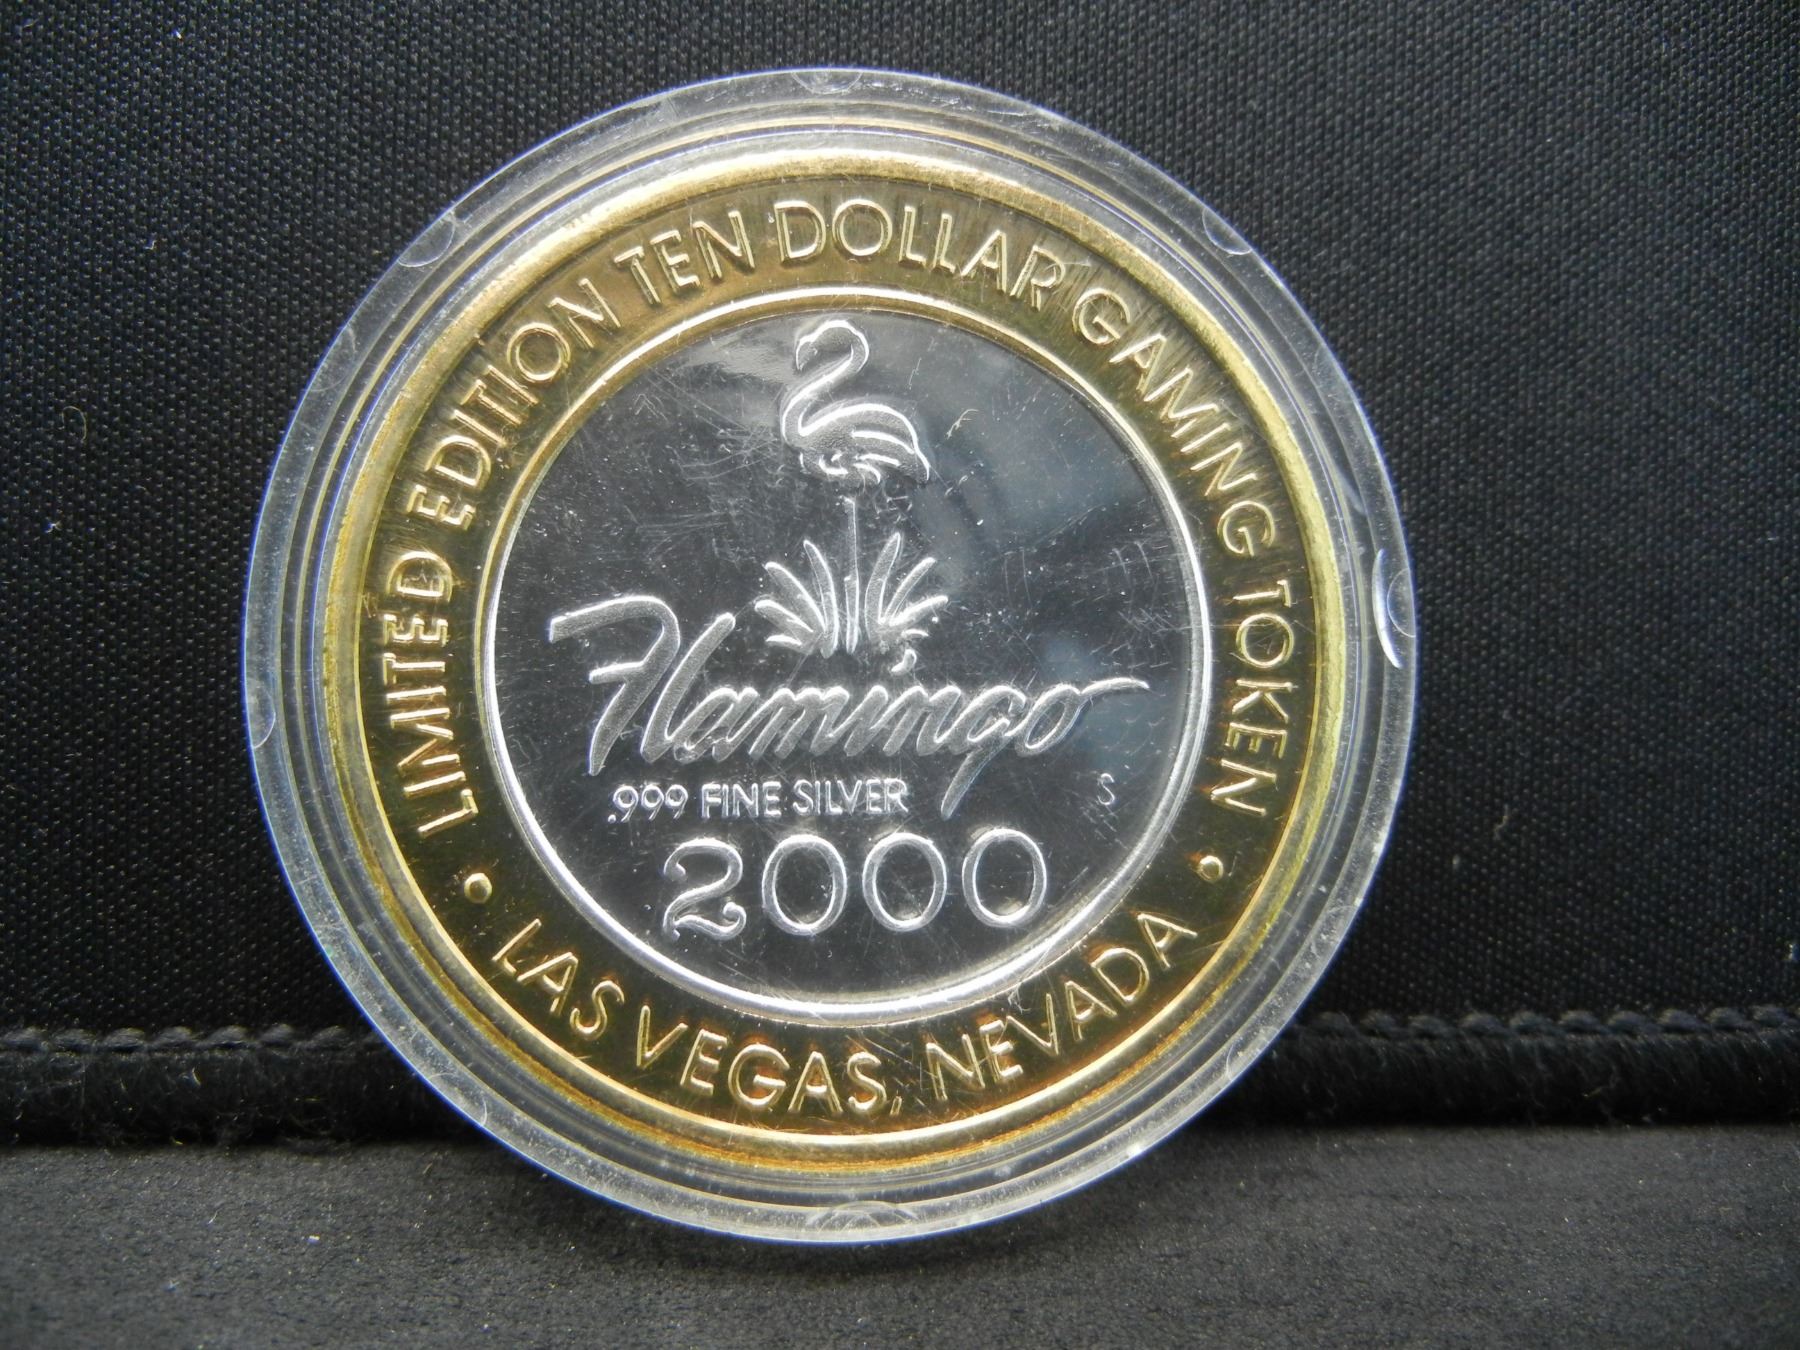 LIMITED EDITION TEN DOLLAR GAMING TOKEN
Flamingo
.999 FINE SILVER
S
2000
• LAS VEGAS, NEVADA •